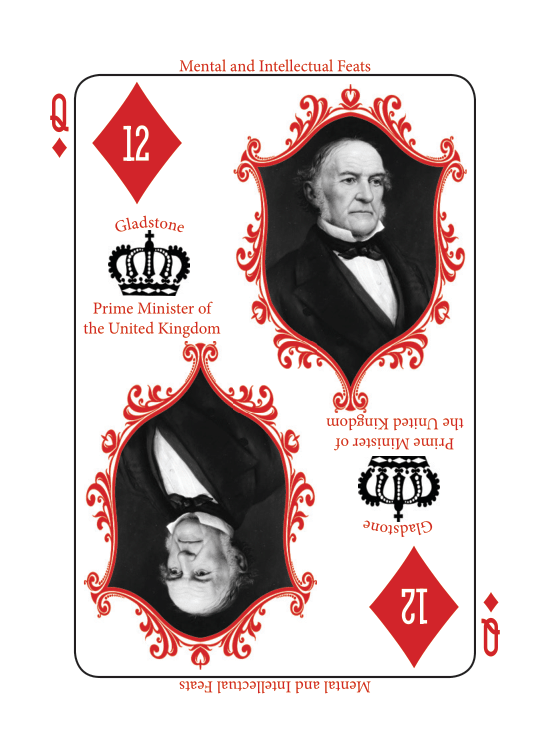 Mental and Intellectual Feats
Q
12
Gladstone
Prime Minister of
the United Kingdom
Prime Minister of
the United Kingdom
Gladstone
12
Q
Mental and Intellectual Feats